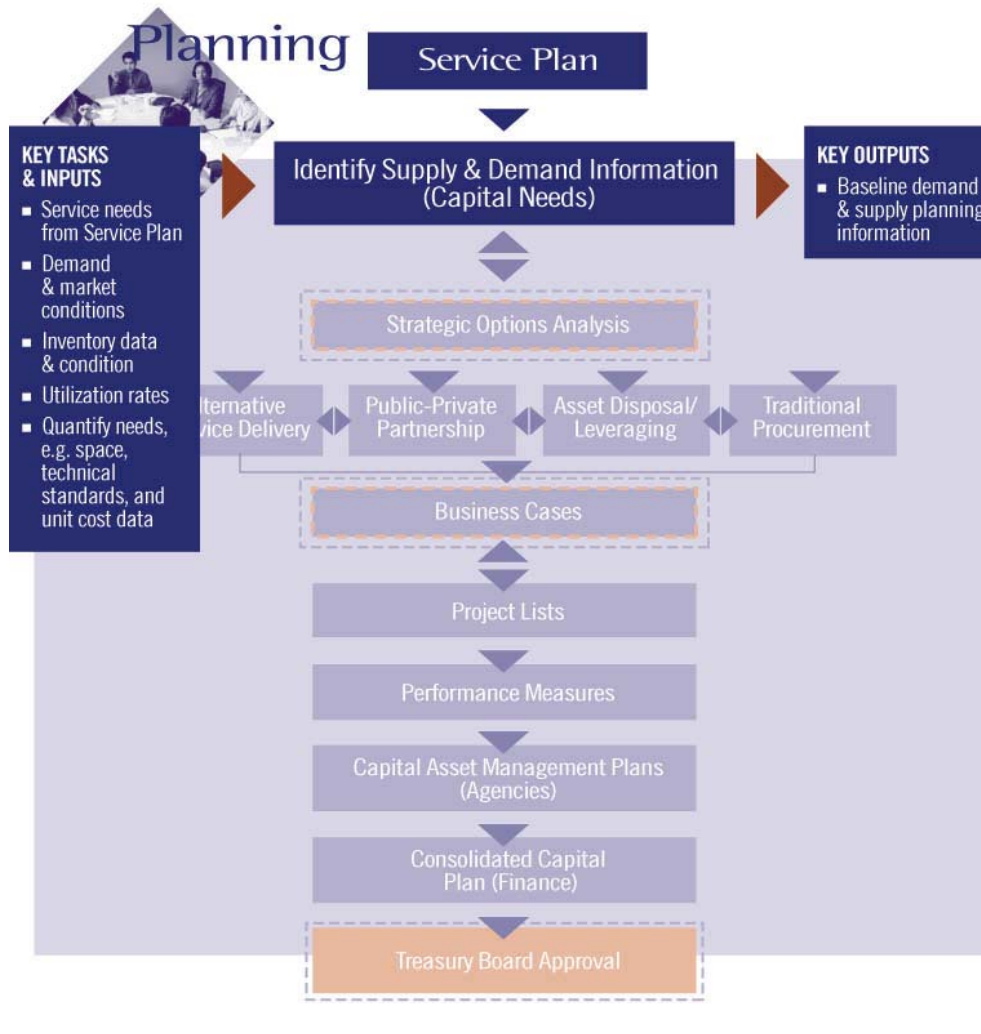 Planning
Service Plan
KEY TASKS
& INPUTS
▪ Service needs
from Service Plan
▪ Demand
& market
conditions
▪ Inventory data
& condition
▪ Utilization rates
▪ Quantify needs,
e.g. space,
technical
standards, and
unit cost data
Identify Supply & Demand Information
(Capital Needs)
KEY OUTPUTS
▪ Baseline demand
& supply planning
information
Strategic Options Analysis
lternative
vice Delivery
Public-Private
Partnership
Asset Disposal/
Leveraging
Traditional
Procurement
Business Cases
Project Lists
Performance Measures
Capital Asset Management Plans
(Agencies)
Consolidated Capital
Plan (Finance)
Treasury Board Approval